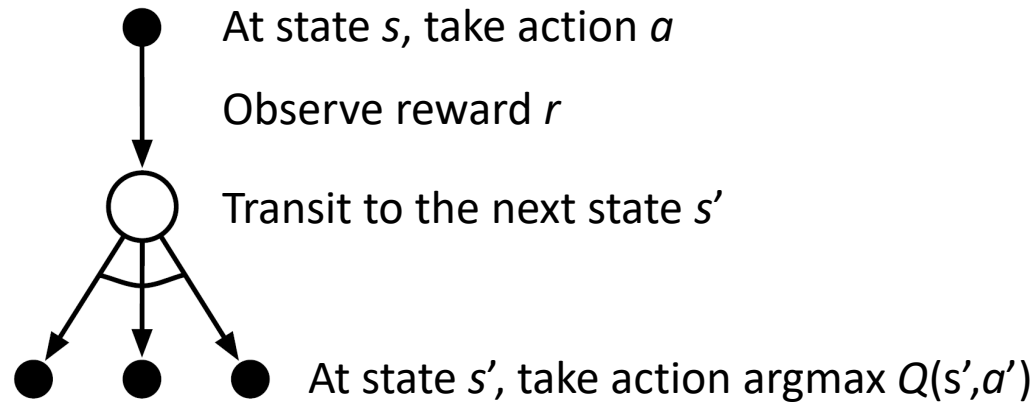 At state s, take action a
Observe reward r
Transit to the next state s’
At state s’, take action argmax Q(s’,a’)